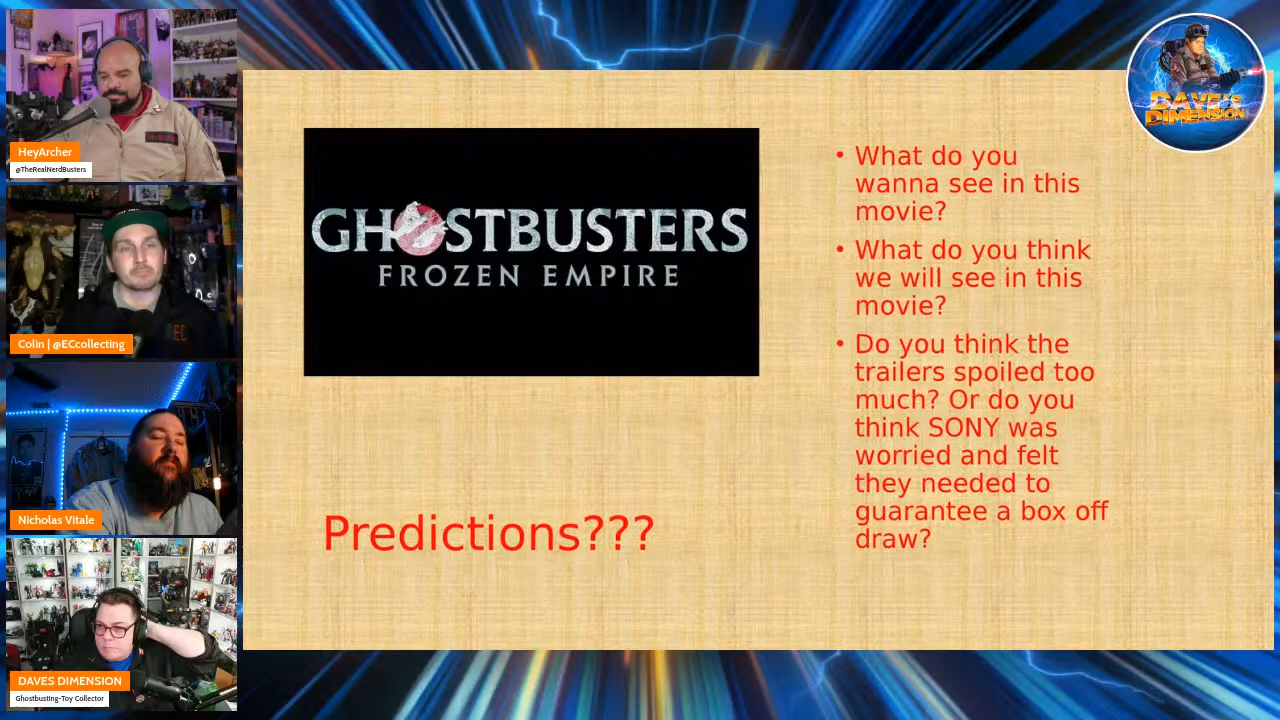 HeyArcher
@TheRealNerdBusters
Colin | @ECcollecting
EC
Nicholas Vitale
DAVES DIMENSION
Ghostbusting-Toy Collector
GHOSTBUSTERS
FROZEN EMPIRE
Predictions???
• What do you
wanna see in this
movie?
• What do you think
we will see in this
movie?
• Do you think the
trailers spoiled too
much? Or do you
think SONY was
worried and felt
they needed to
guarantee a box off
draw?
DAVE'S
DIMENSION